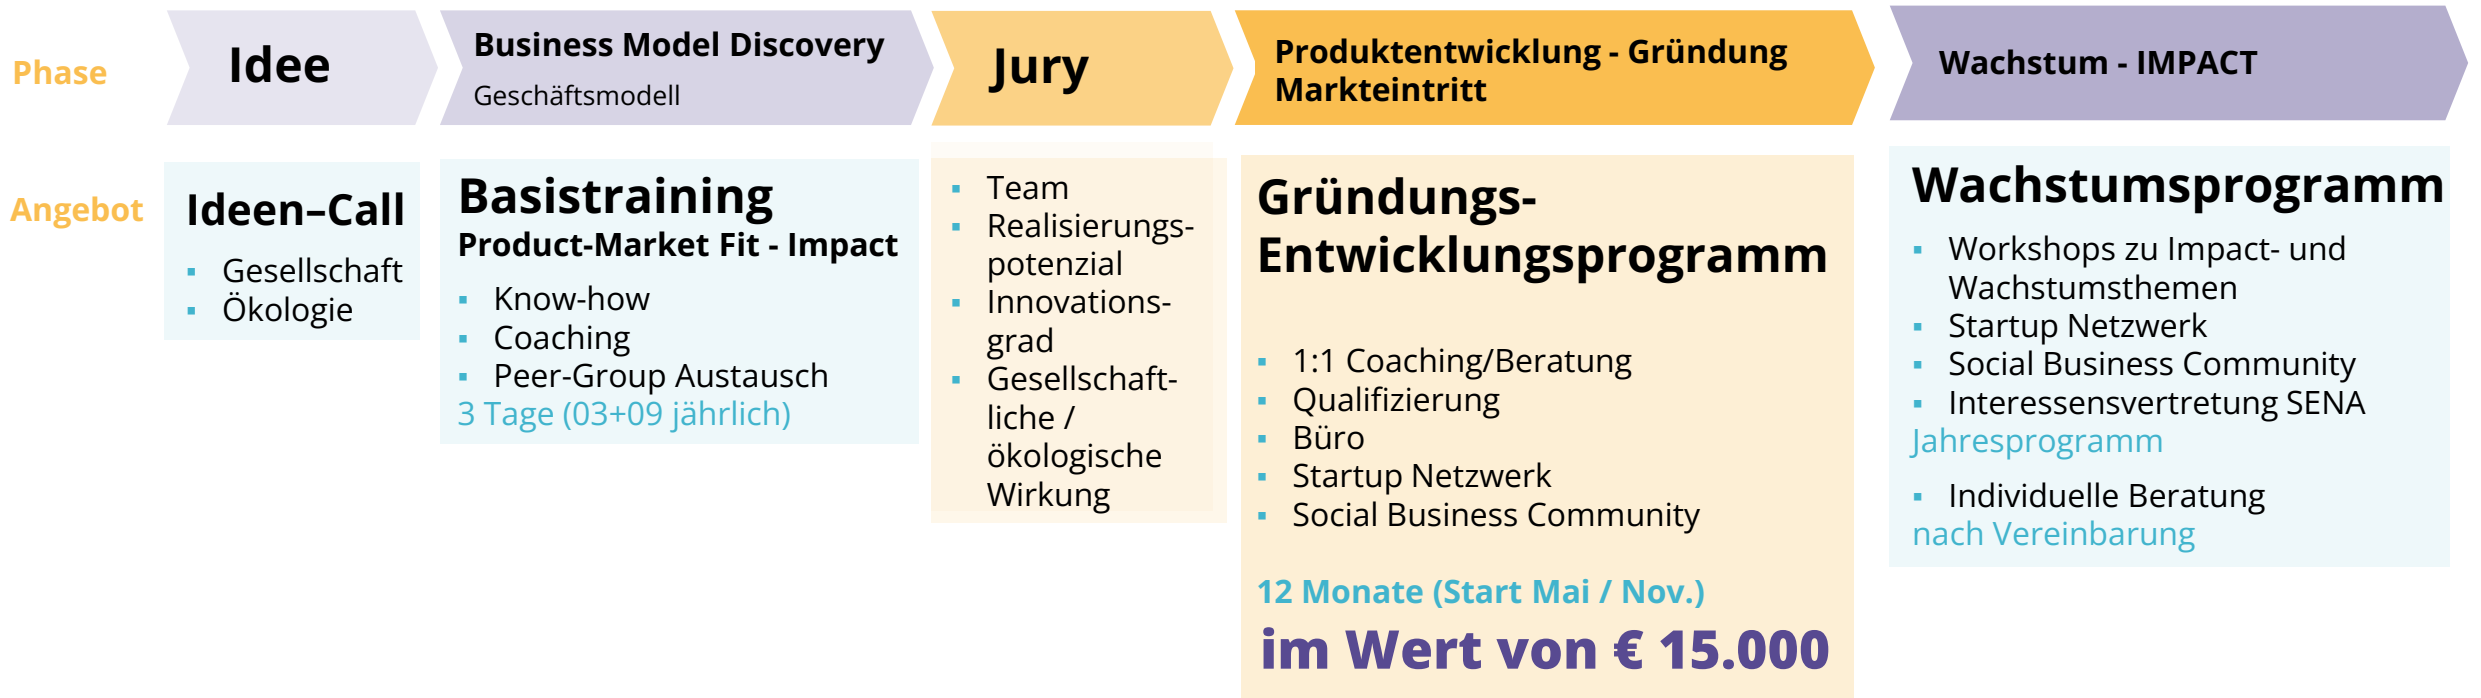 Phase
Idee
Business Model Discovery
Geschäftsmodell
Jury
Produktentwicklung - Gründung
Markteintritt
Wachstum - IMPACT
Angebot
Ideen–Call
▪ Gesellschaft
▪ Ökologie
Basistraining
Product-Market Fit - Impact
▪ Know-how
▪ Coaching
▪ Peer-Group Austausch
3 Tage (03+09 jährlich)
▪ Team
▪ Realisierungs-
potenzial
▪ Innovations-
grad
▪ Gesellschaft-
liche /
ökologische
Wirkung
Gründungs-
Entwicklungsprogramm
▪ 1:1 Coaching/Beratung
▪ Qualifizierung
▪ Büro
▪ Startup Netzwerk
▪ Social Business Community
12 Monate (Start Mai / Nov.)
im Wert von € 15.000
Wachstumsprogramm
▪ Workshops zu Impact- und
Wachstumsthemen
▪ Startup Netzwerk
▪ Social Business Community
▪ Interessensvertretung SENA
Jahresprogramm
▪ Individuelle Beratung
nach Vereinbarung